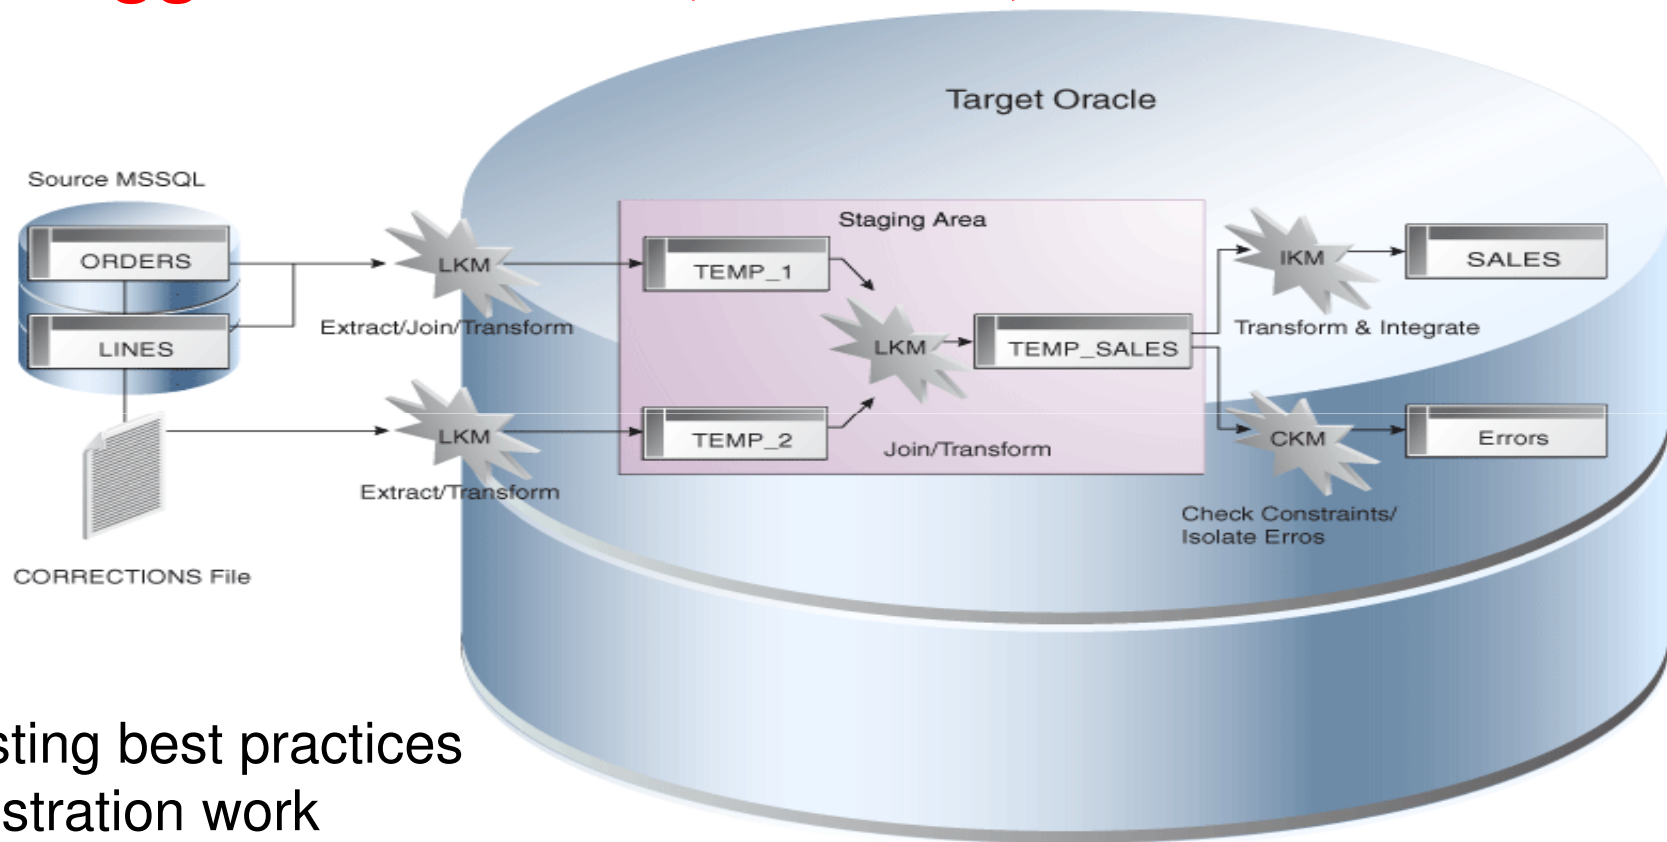 Target Oracle
Source MSSQL
ORDERS
LINES
CORRECTIONS File
LKM
Extract/Join/Transform
LKM
Extract/Transform
Staging Area
TEMP_1
TEMP_2
LKM
Join/Transform
TEMP_SALES
IKM
Transform & Integrate
SALES
CKM
Check Constraints/
Isolate Erros
Errors
sting best practices
stration work